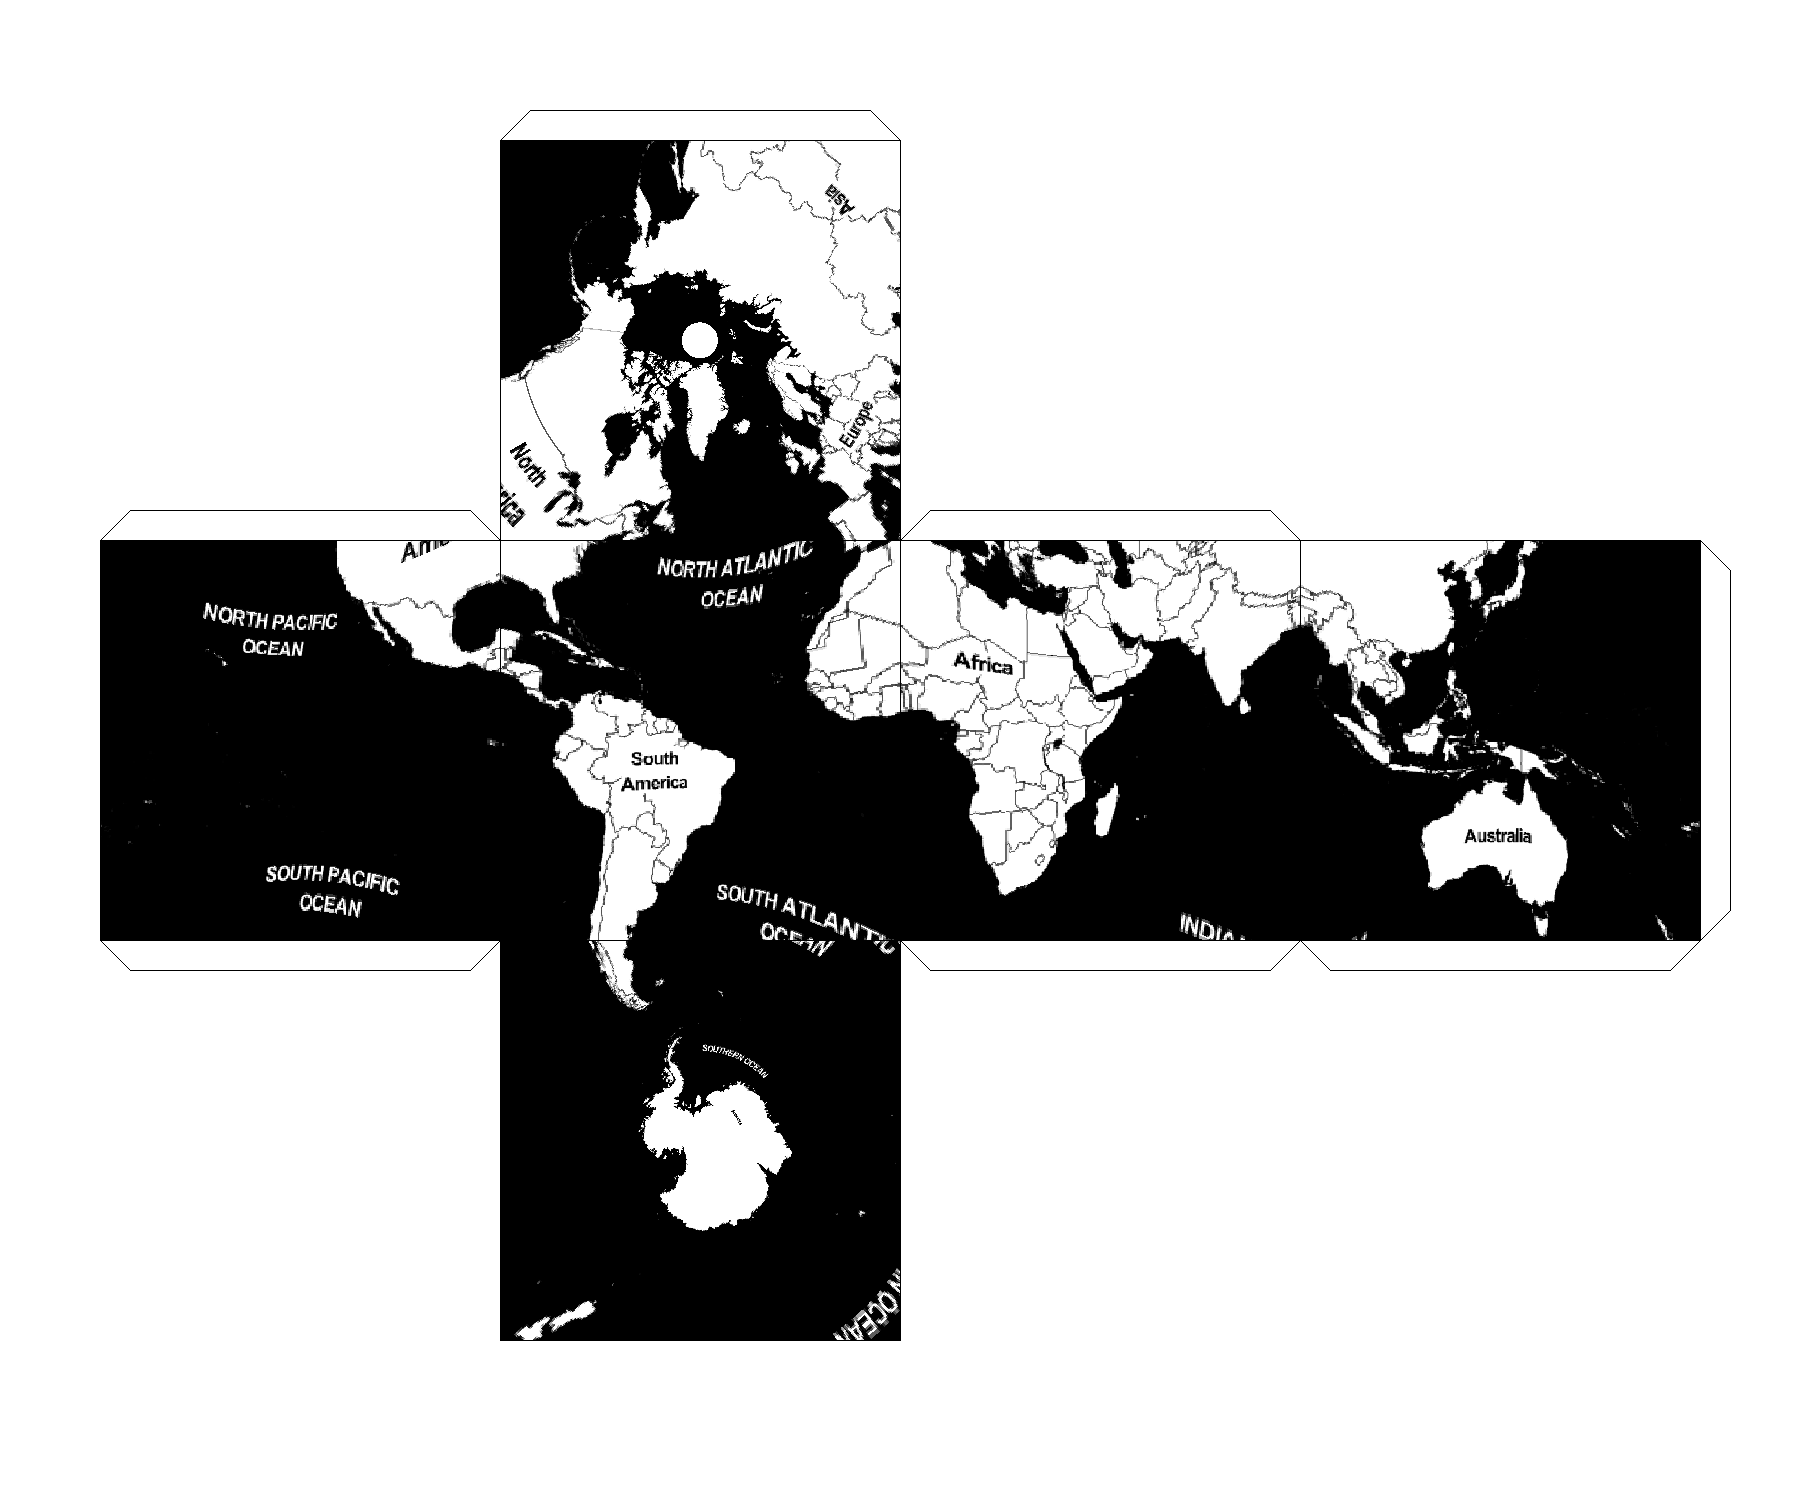 Asia
Europe
North
rica
Ame
NORTH ATLANTIC
OCEAN
NORTH PACIFIC
OCEAN
Africa
South
America
Australia
SOUTH PACIFIC
OCEAN
SOUTH ATLANTIC
OCEAN
INDIA
SOUTHERN OCEAN
N OCEAN